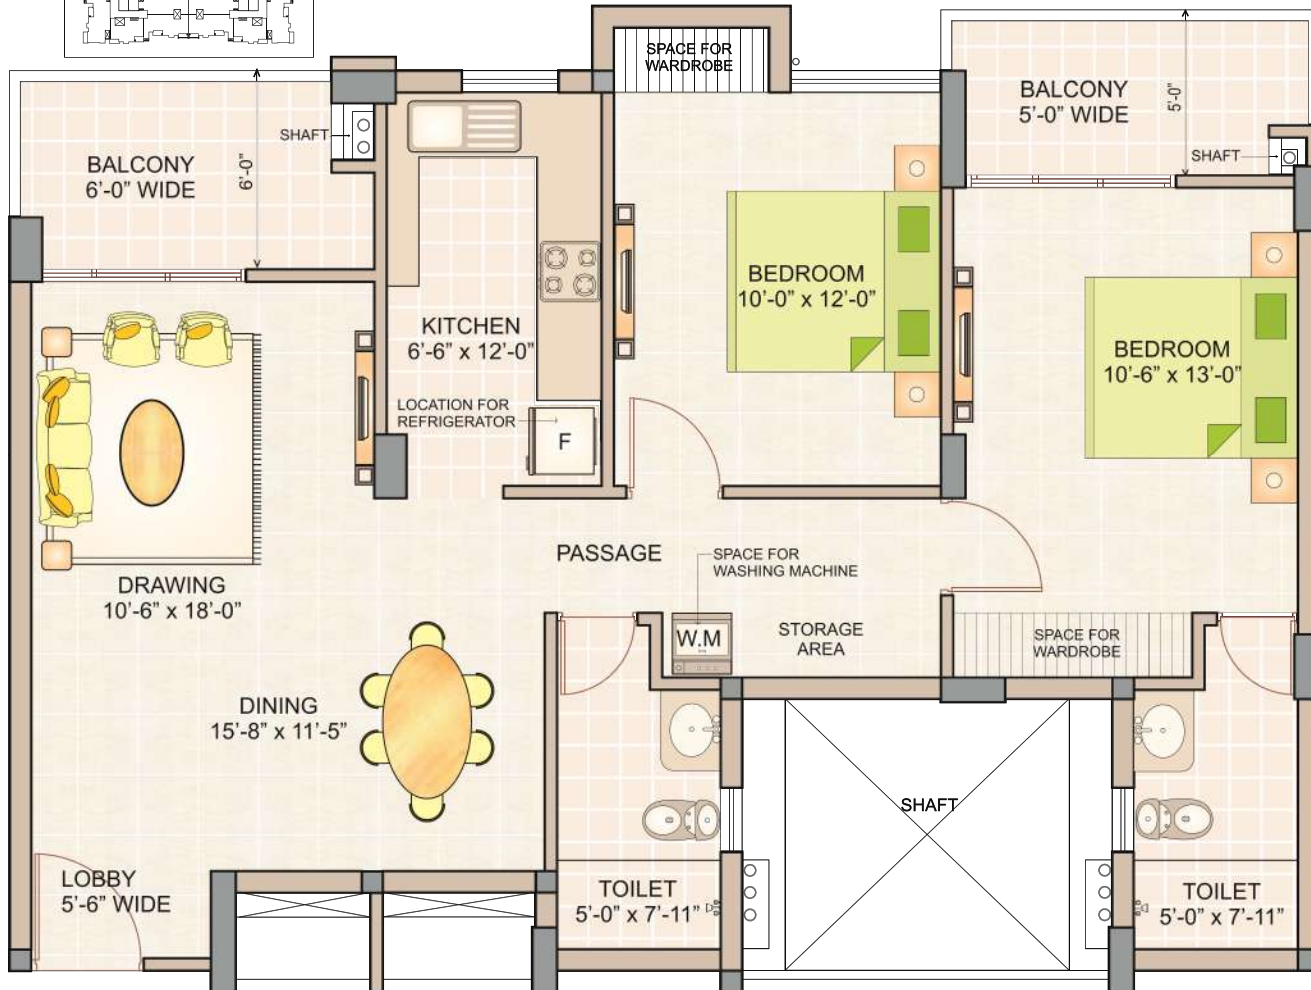 SPACE FOR
WARDROBE
BALCONY
5'-0" WIDE
5'-0"
SHAFT
SHAFT
BALCONY
6'-0" WIDE
6'-0"
KITCHEN
6'-6" x 12'-0"
BEDROOM
10'-0" x 12'-0"
BEDROOM
10'-6" x 13'-0"
LOCATION FOR
REFRIGERATOR
F
PASSAGE
SPACE FOR
WASHING MACHINE
DRAWING
10'-6" x 18'-0"
W.M
STORAGE
AREA
SPACE FOR
WARDROBE
DINING
15'-8" x 11'-5"
SHAFT
LOBBY
5'-6" WIDE
TOILET
5'-0" x 7'-11"
TOILET
5'-0" x 7'-11"